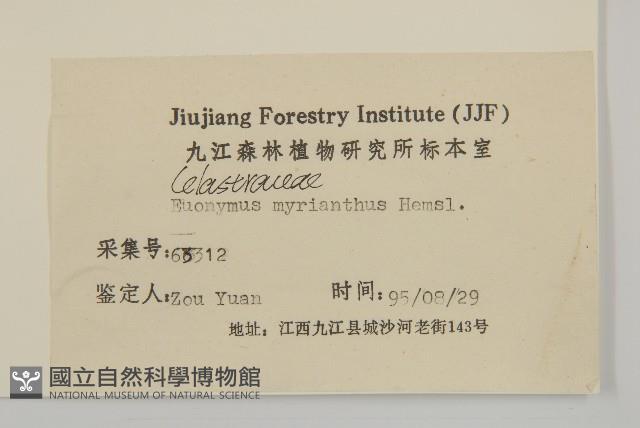 Jiujiang Forestry Institute (JJF)
九江森林植物研究所标本室
Celastraceae
Euonymus myrianthus Hemsl.
采集号:
鉴定人:Zou Yuan 时间:95/08/29
地址: 江西九江县城沙河老街143号
國立自然科學博物館
NATIONAL MUSEUM OF NATURAL SCIENCE